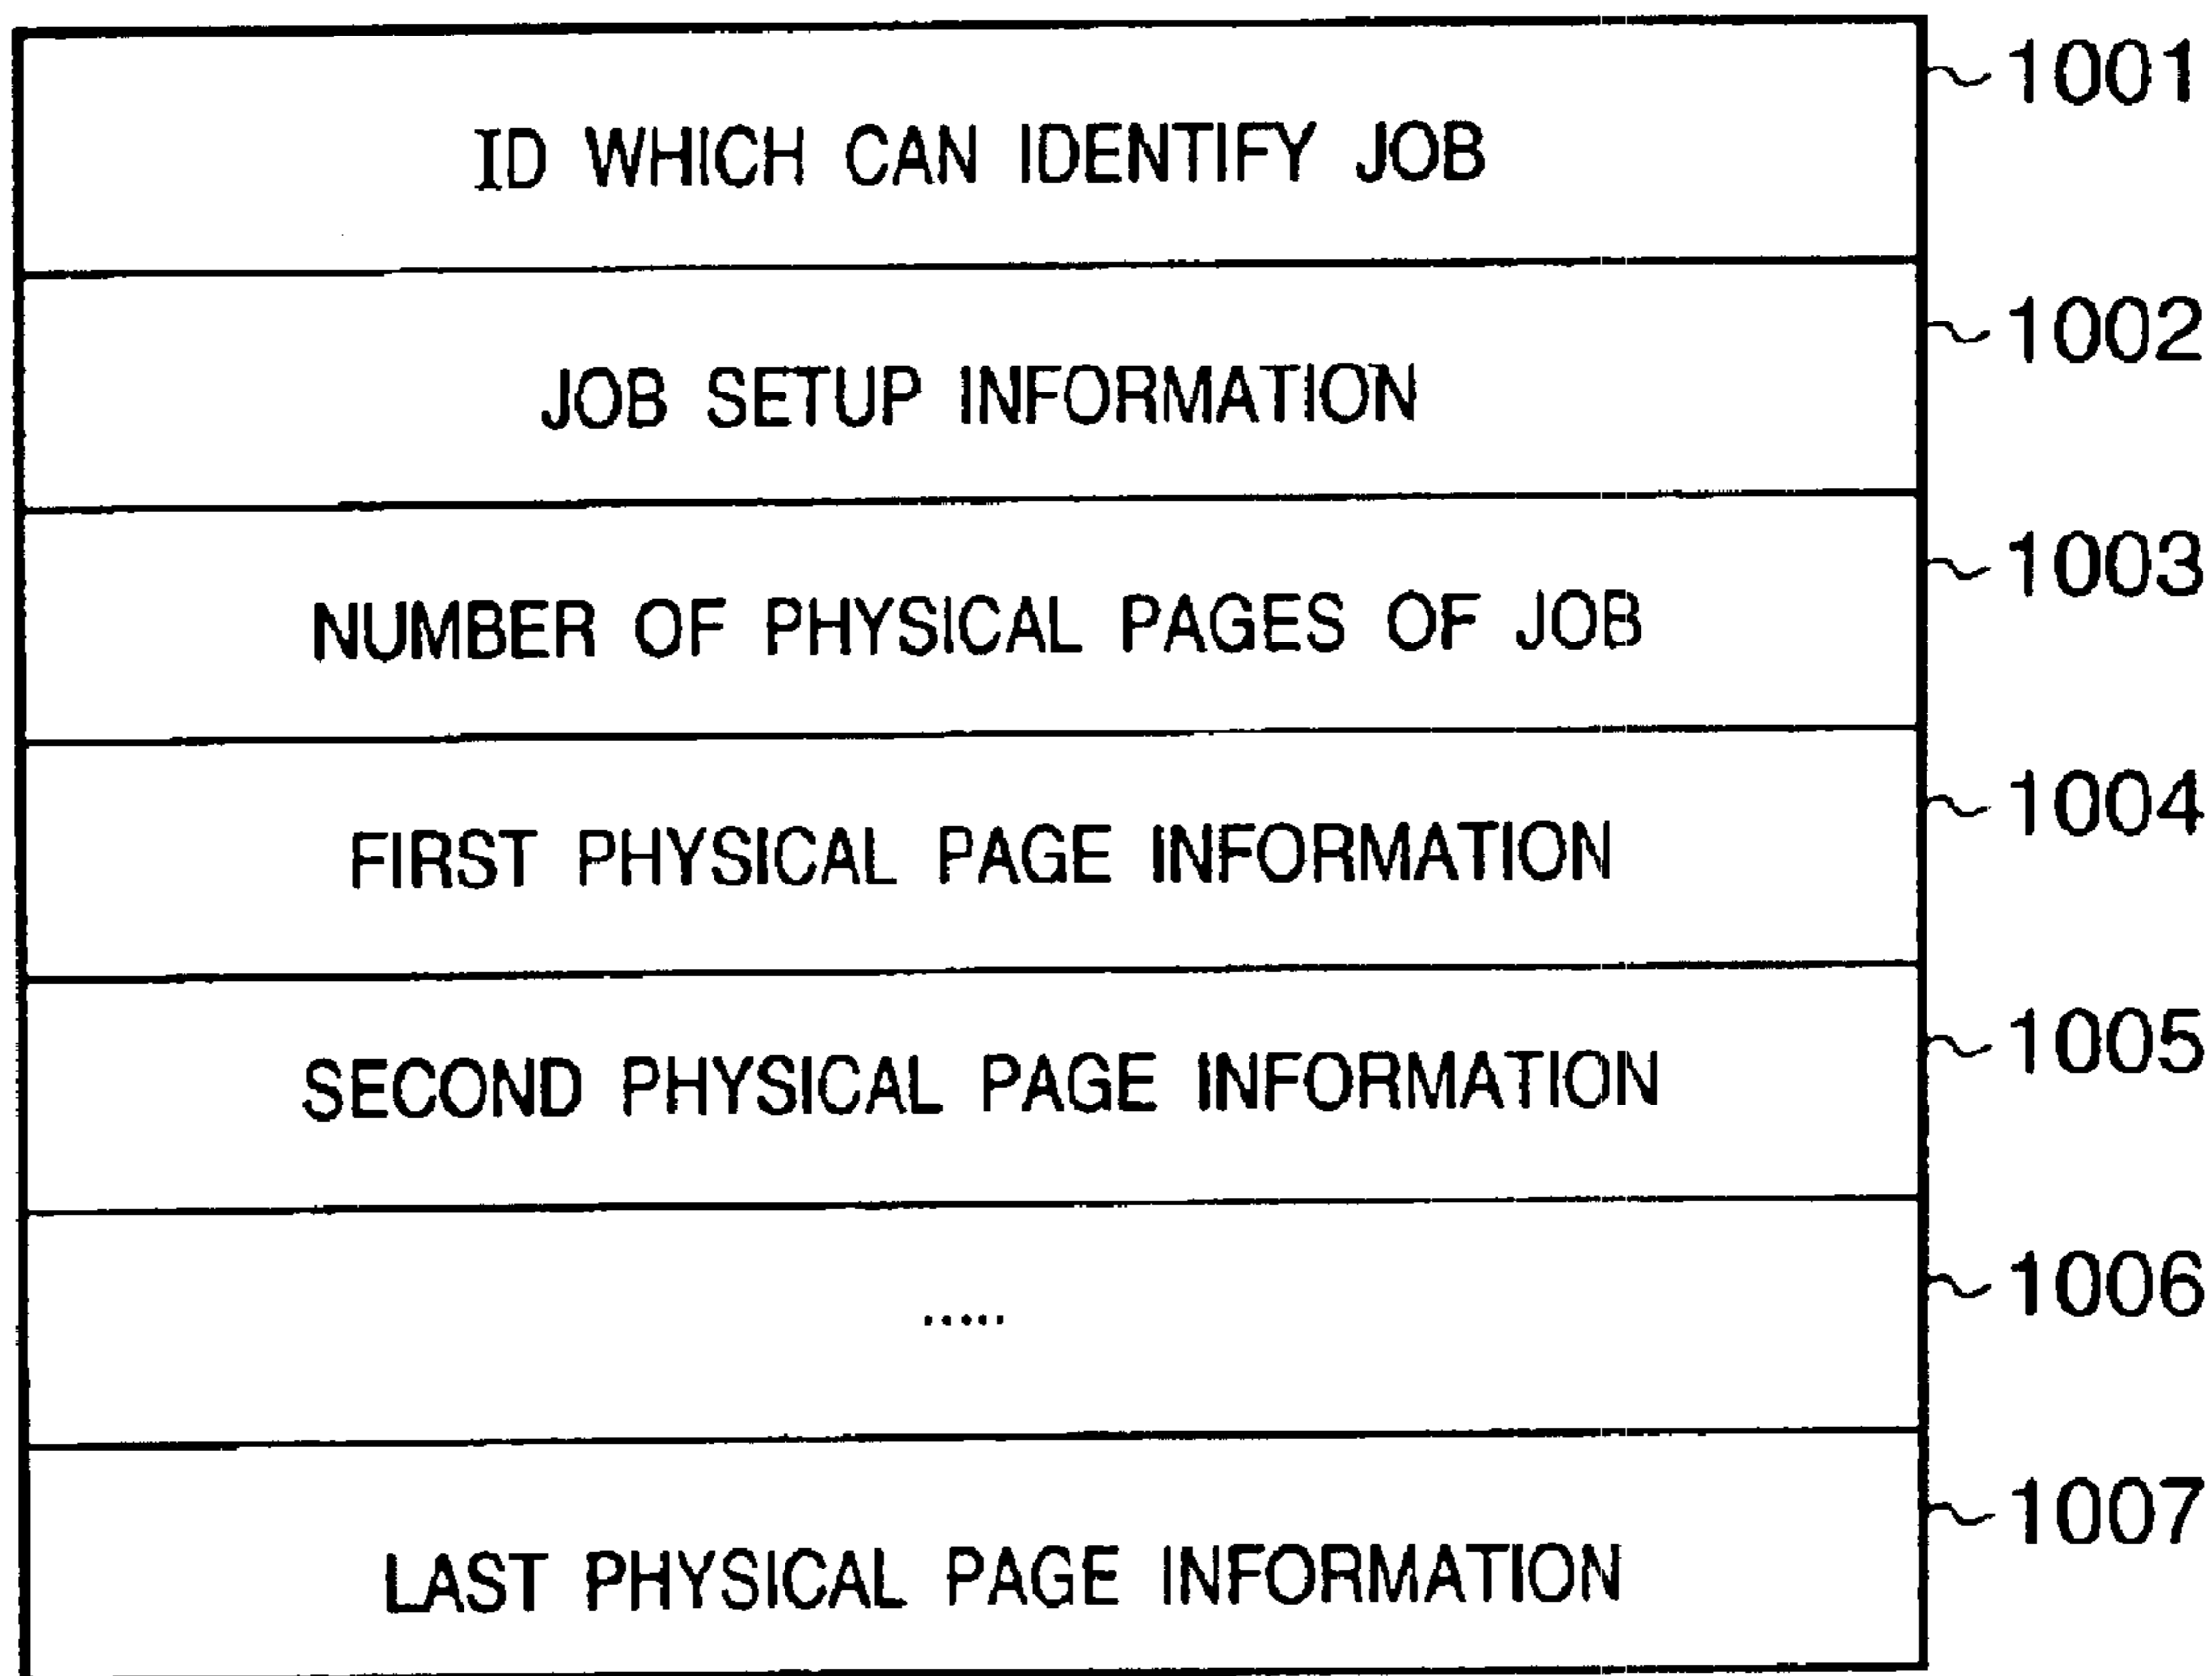 ID WHICH CAN IDENTIFY JOB 1001
JOB SETUP INFORMATION 1002
NUMBER OF PHYSICAL PAGES OF JOB 1003
FIRST PHYSICAL PAGE INFORMATION 1004
SECOND PHYSICAL PAGE INFORMATION 1005
..... 1006
LAST PHYSICAL PAGE INFORMATION 1007